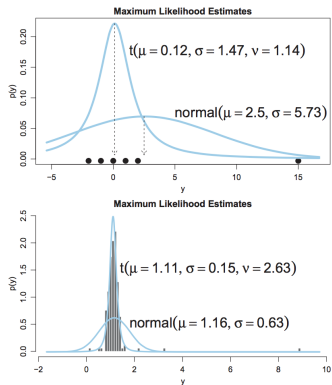 Maximum Likelihood Estimates
t(μ = 0.12, σ = 1.47, ν = 1.14)
normal(μ = 2.5, σ = 5.73)
p(y)
0.20
0.15
0.10
0.05
0.00
−5 0 5 10 15
y
Maximum Likelihood Estimates
t(μ = 1.11, σ = 0.15, ν = 2.63)
normal(μ = 1.16, σ = 0.63)
p(y)
2.5
2.0
1.5
1.0
0.5
0.0
−2 0 2 4 6 8 10
y